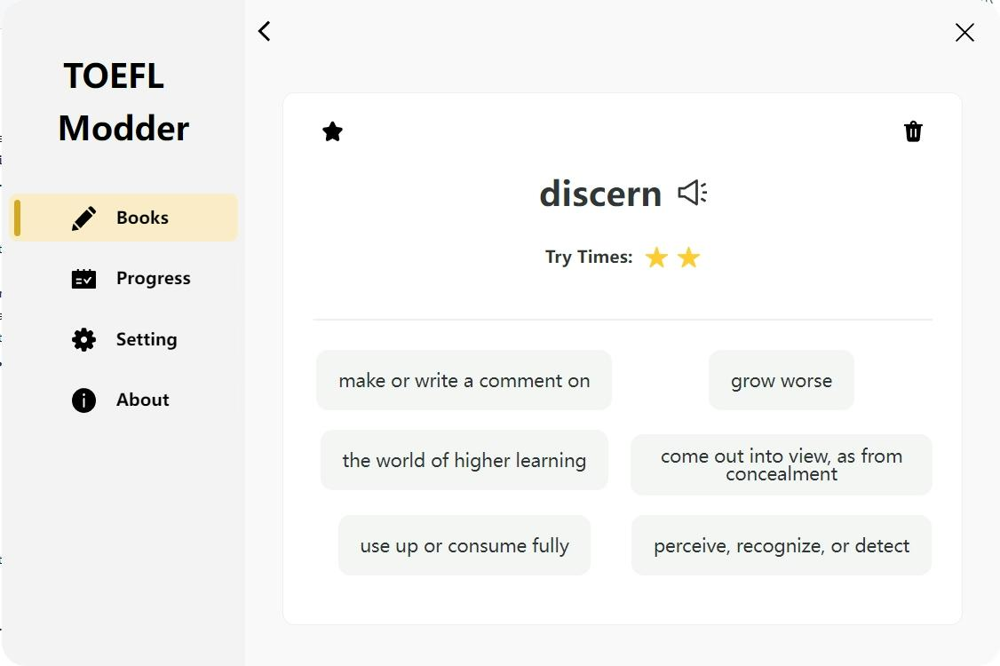 TOEFL
Modder
Books
Progress
Setting
About
discern
Try Times:
make or write a comment on
grow worse
the world of higher learning
come out into view, as from
concealment
use up or consume fully
perceive, recognize, or detect